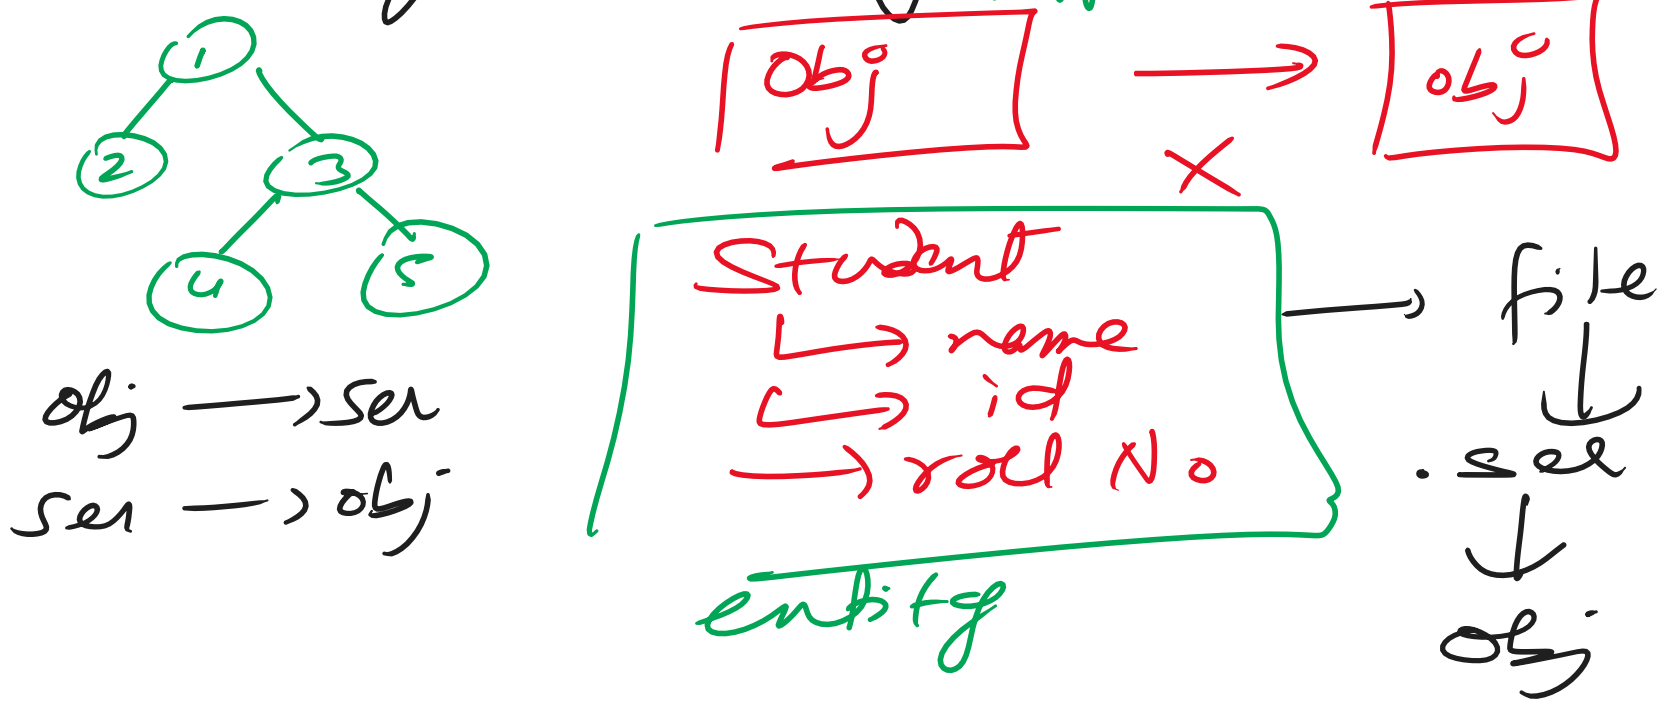 1
2
3
4
5
obj → ser
ser → obj
obj → obj
Student
name
id
roll No
entity
file
.sel
obj